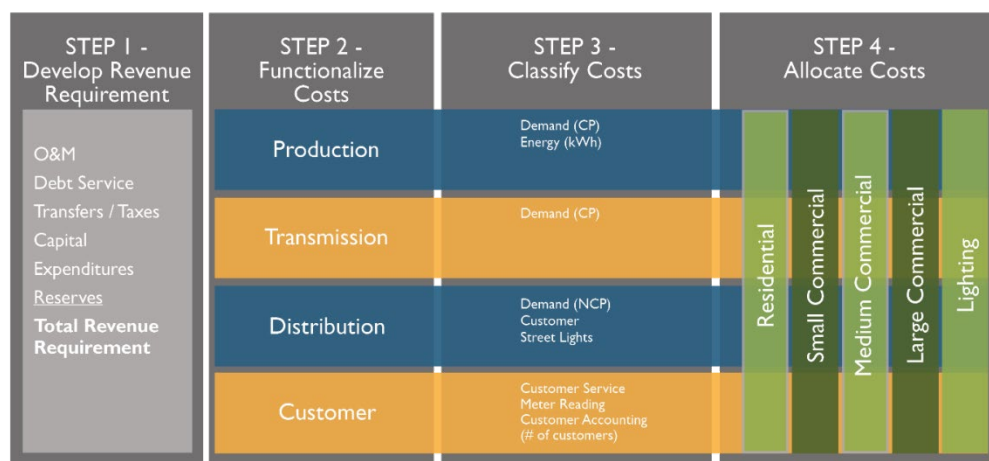 STEP 1 -
Develop Revenue
Requirement
O&M
Debt Service
Transfers / Taxes
Capital
Expenditures
Reserves
Total Revenue
Requirement
STEP 2 -
Functionalize
Costs
Production
Transmission
Distribution
Customer
STEP 3 -
Classify Costs
Demand (CP)
Energy (kWh)
Demand (CP)
Demand (NCP)
Customer
Street Lights
Customer Service
Meter Reading
Customer Accounting
(# of customers)
STEP 4 -
Allocate Costs
Residential
Small Commercial
Medium Commercial
Large Commercial
Lighting